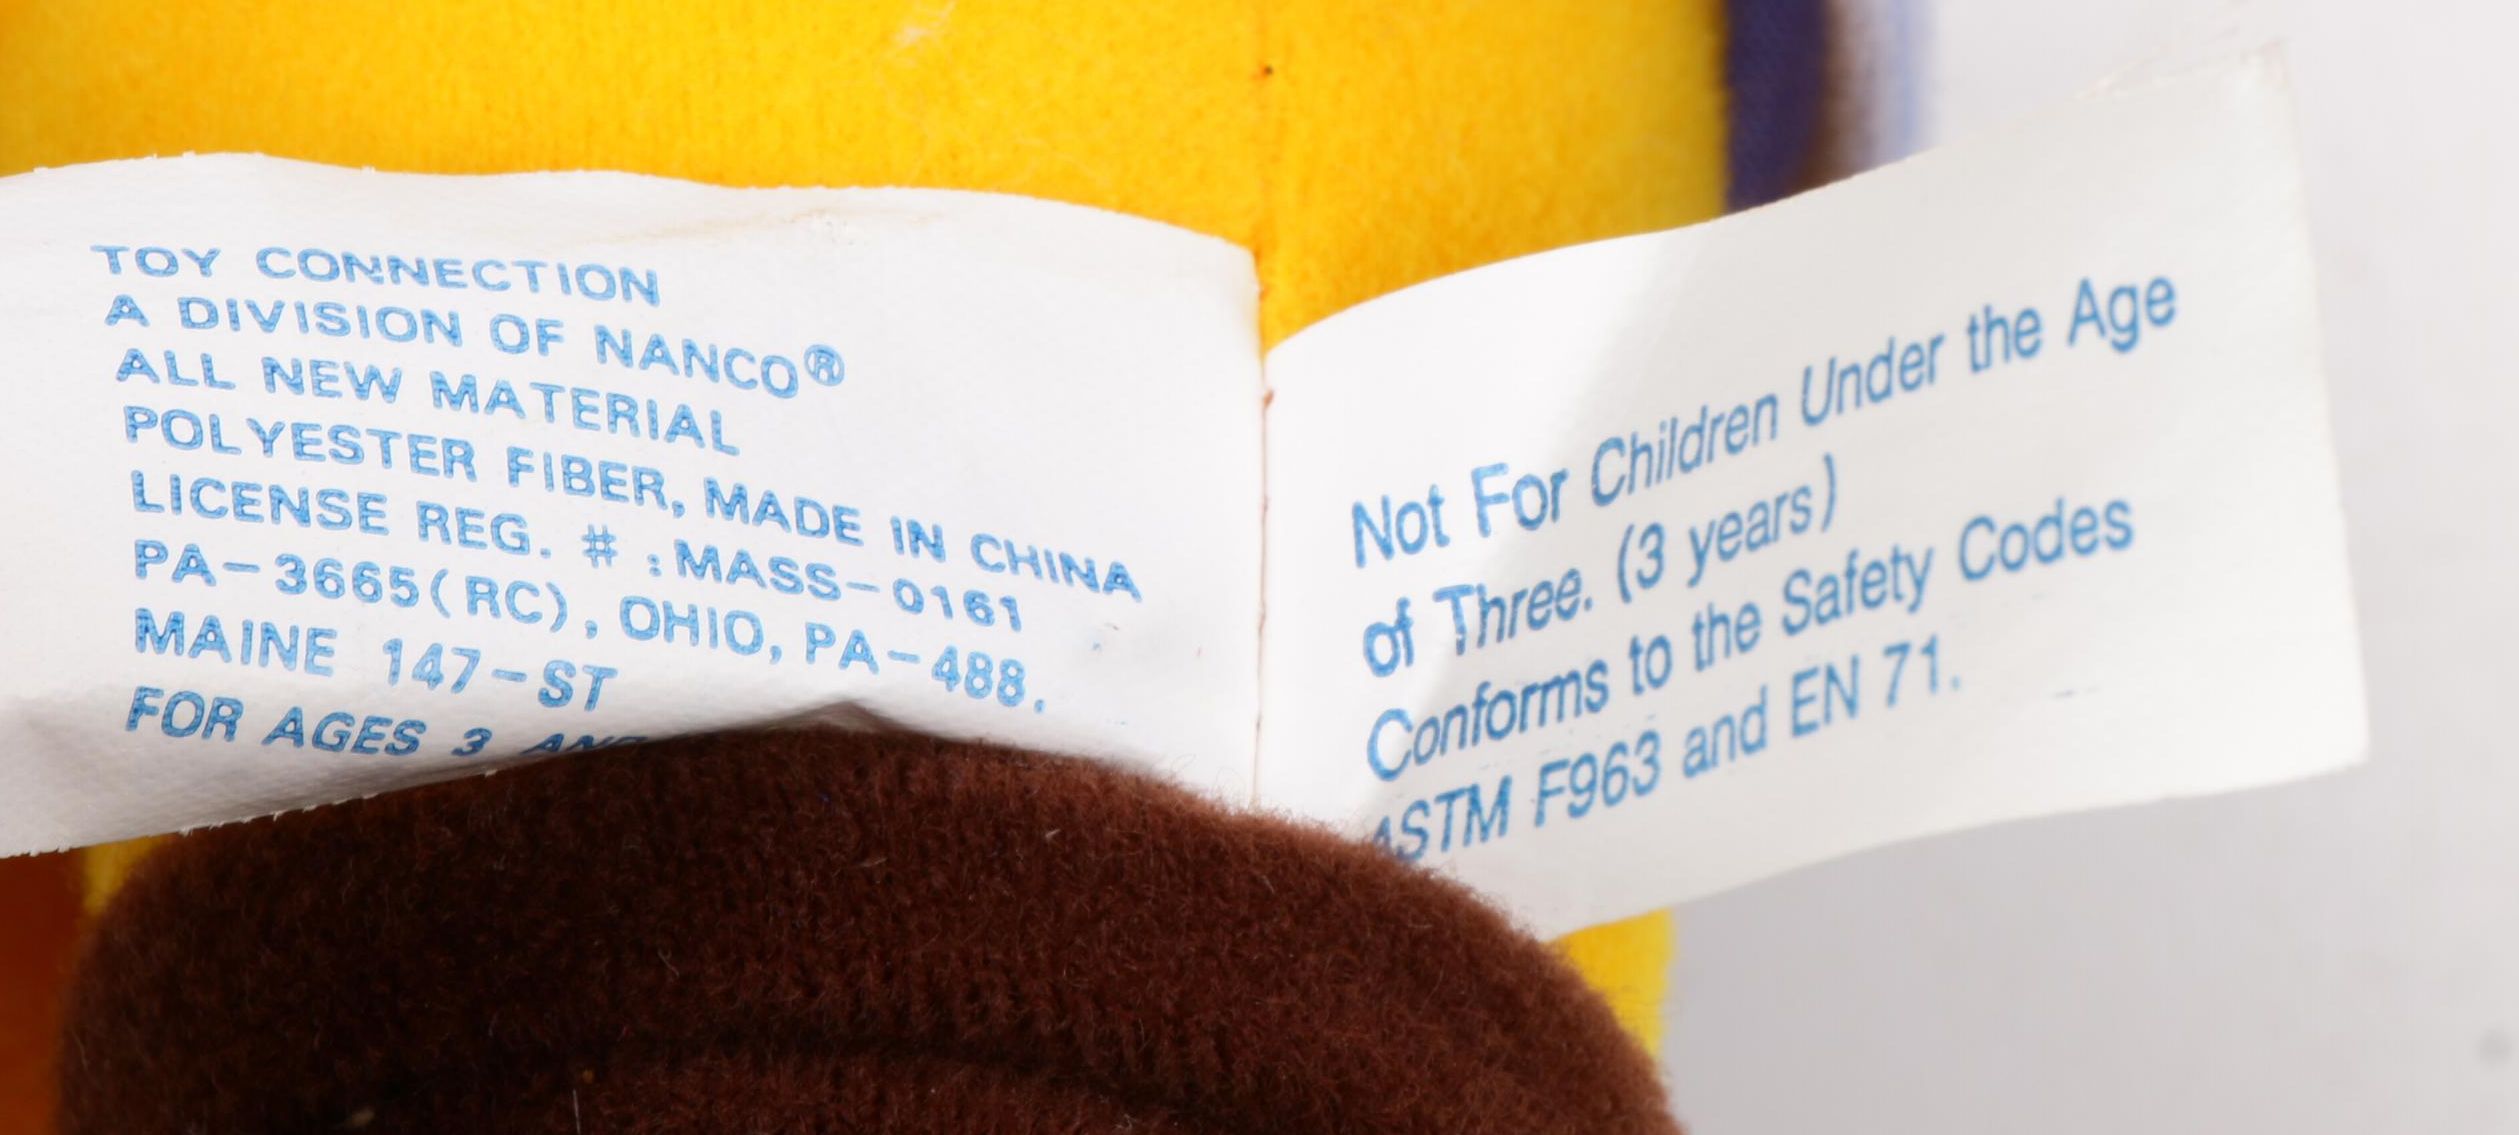 TOY CONNECTION
A DIVISION OF NANCO®
ALL NEW MATERIAL
POLYESTER FIBER, MADE IN CHINA
LICENSE REG. # :MASS-0161
PA-3665(RC), OHIO, PA-488.
MAINE 147-ST
FOR AGES 3 AND
Not For Children Under the Age
of Three. (3 years)
Conforms to the Safety Codes
ASTM F963 and EN 71.